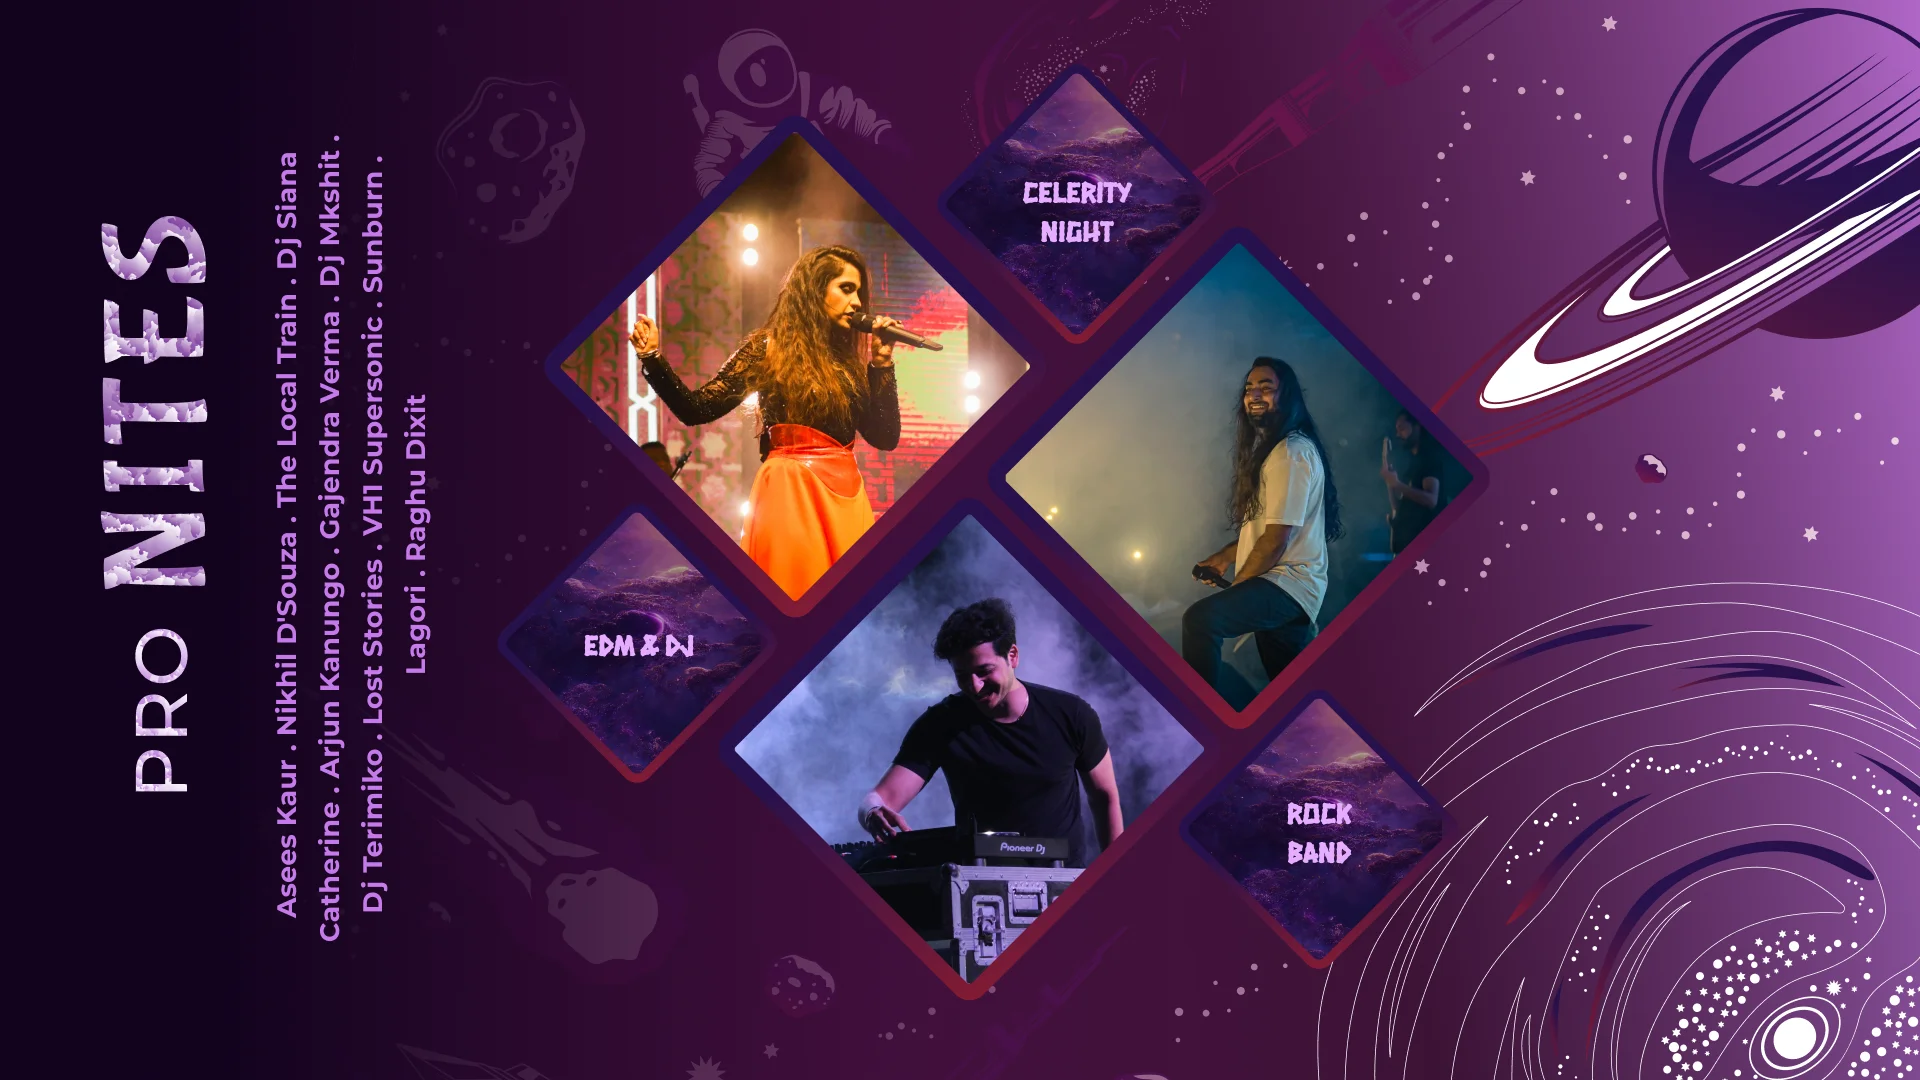 PRO NITES
Asees Kaur . Nikhil D'Souza . The Local Train . Dj Siana
Catherine . Arjun Kanungo . Gajendra Verma . Dj Mkshit .
Dj Terimiko . Lost Stories . VH1 Supersonic . Sunburn .
Lagori . Raghu Dixit
CELERITY
NIGHT
EDM & DJ
Pioneer Dj
ROCK
BAND